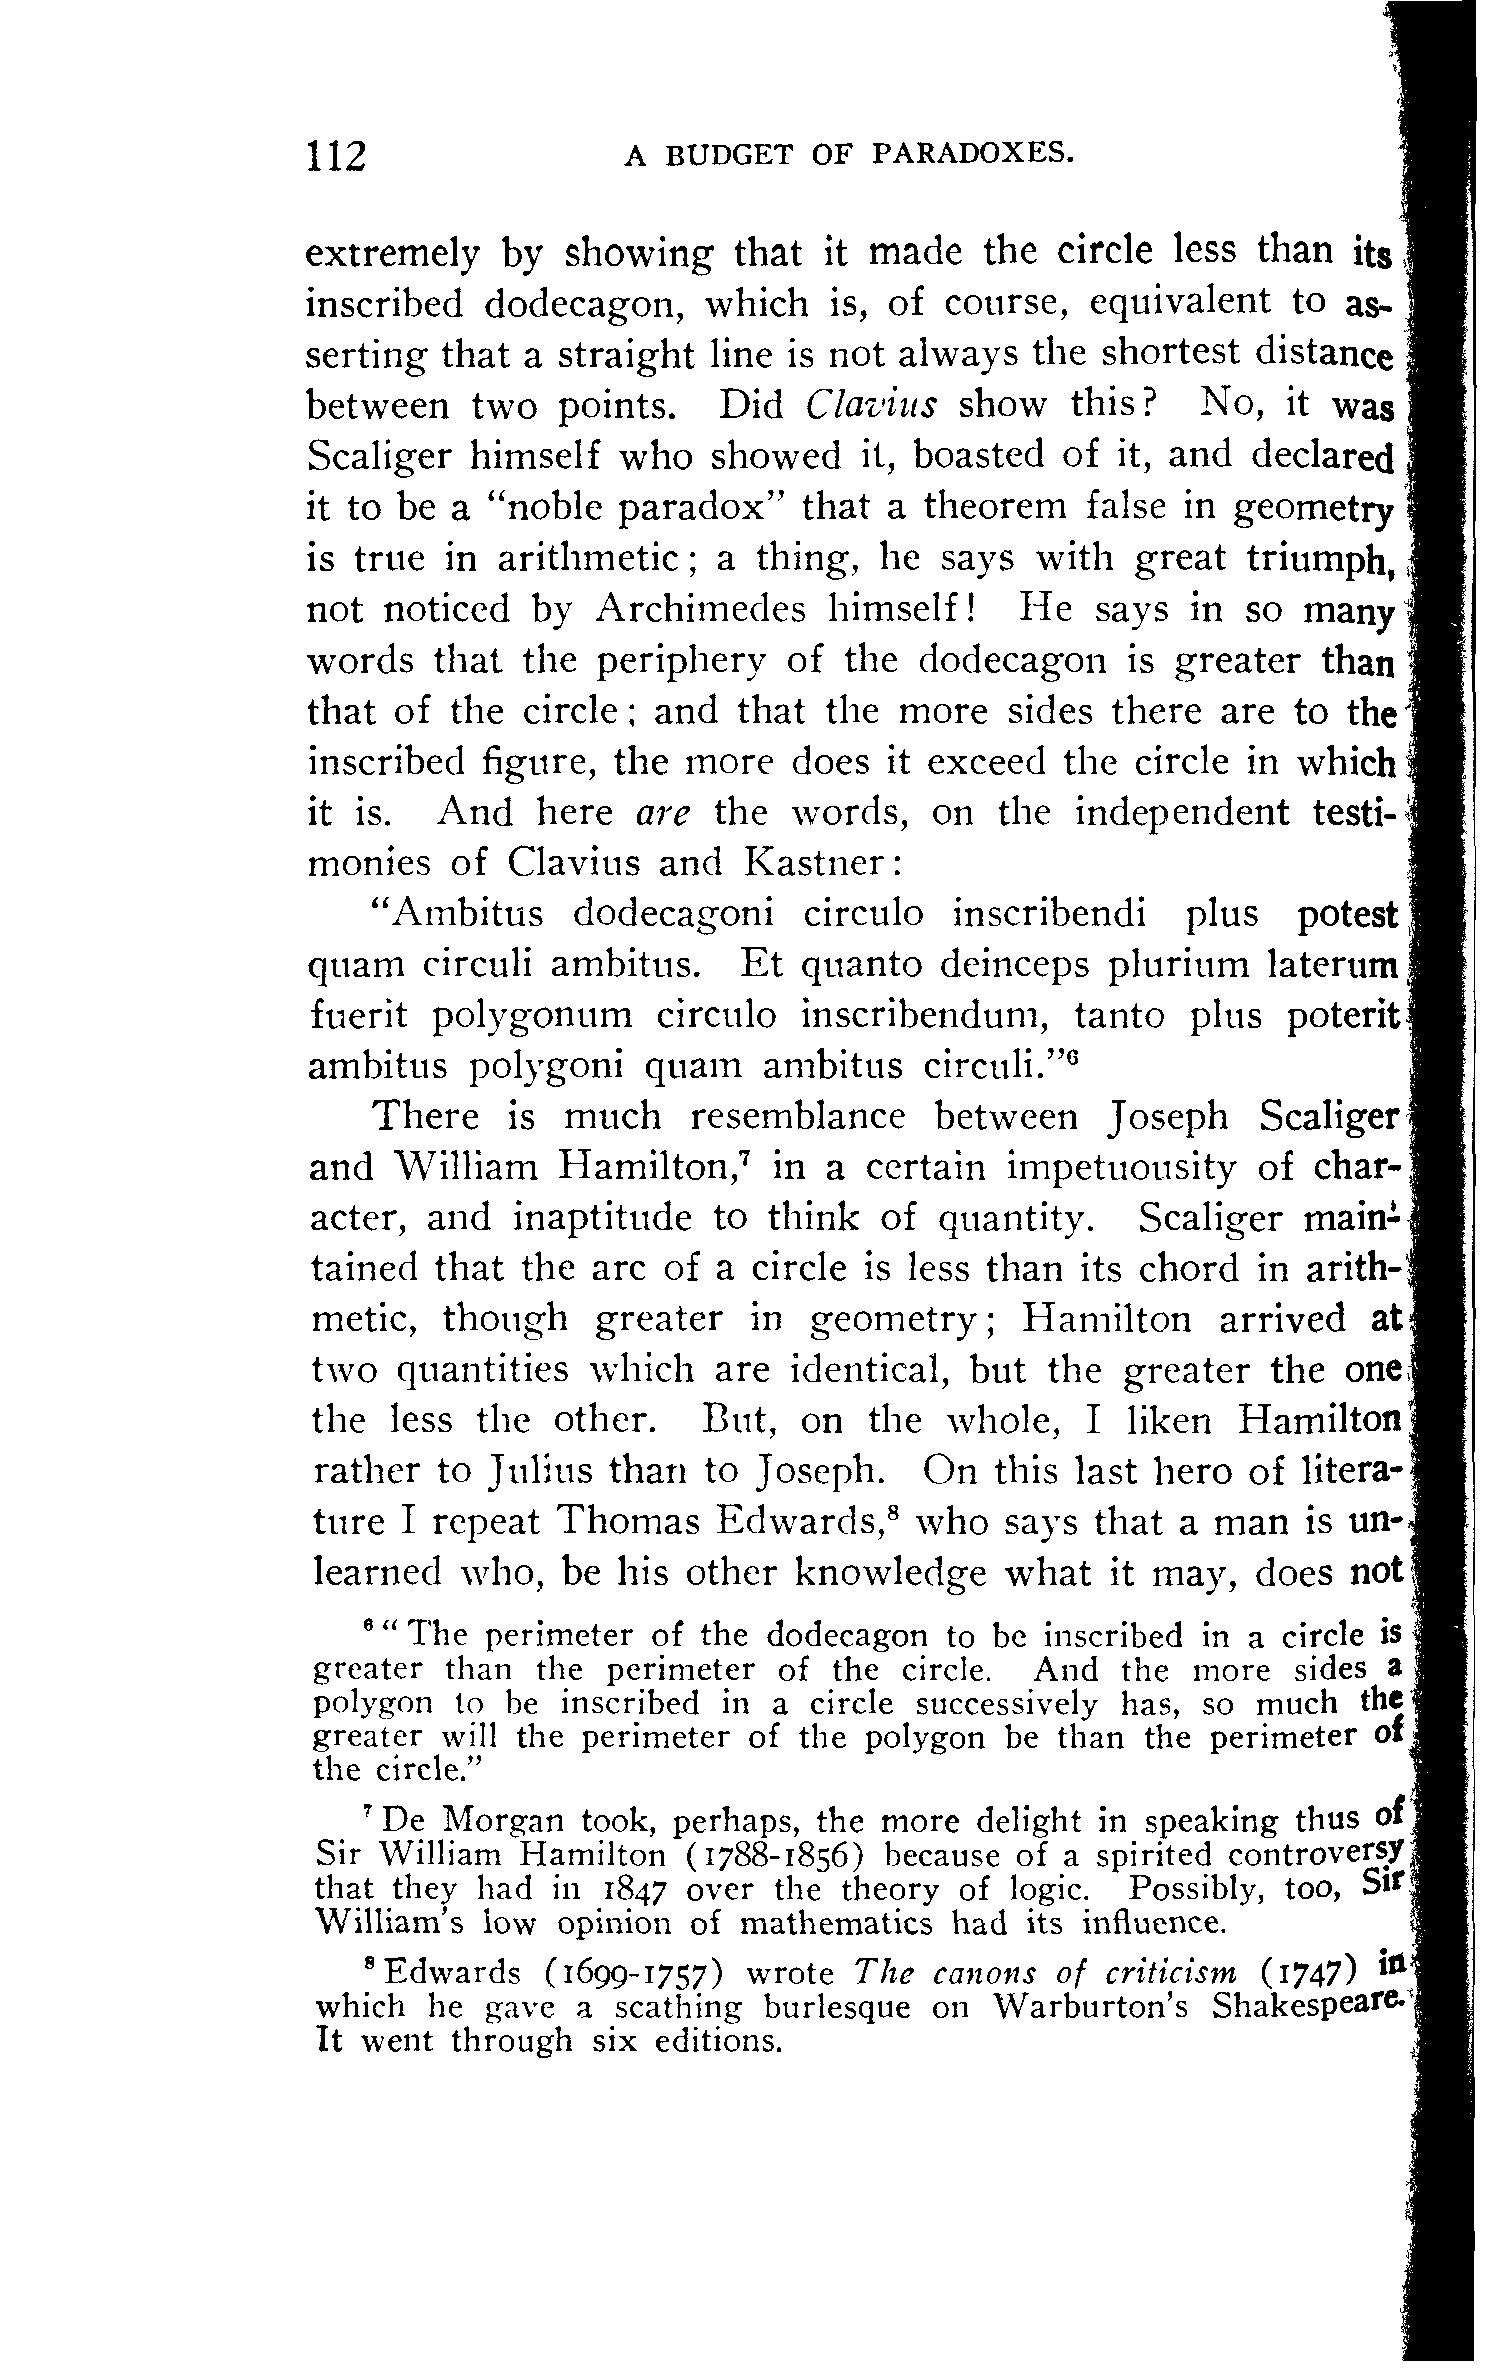 112 A BUDGET OF PARADOXES.
extremely by showing that it made the circle less than its
inscribed dodecagon, which is, of course, equivalent to as-
serting that a straight line is not always the shortest distance
between two points. Did Clavius show this? No, it was
Scaliger himself who showed it, boasted of it, and declared
it to be a “noble paradox” that a theorem false in geometry
is true in arithmetic; a thing, he says with great triumph,
not noticed by Archimedes himself! He says in so many
words that the periphery of the dodecagon is greater than
that of the circle; and that the more sides there are to the
inscribed figure, the more does it exceed the circle in which
it is. And here are the words, on the independent testi-
monies of Clavius and Kastner:
“Ambitus dodecagoni circulo inscribendi plus potest
quam circuli ambitus. Et quanto deinceps plurium laterum
fuerit polygonum circulo inscribendum, tanto plus poterit
ambitus polygoni quam ambitus circuli.”⁶
There is much resemblance between Joseph Scaliger
and William Hamilton,⁷ in a certain impetuousity of char-
acter, and inaptitude to think of quantity. Scaliger main-
tained that the arc of a circle is less than its chord in arith-
metic, though greater in geometry; Hamilton arrived at
two quantities which are identical, but the greater the one
the less the other. But, on the whole, I liken Hamilton
rather to Julius than to Joseph. On this last hero of litera-
ture I repeat Thomas Edwards,⁸ who says that a man is un-
learned who, be his other knowledge what it may, does not
⁶ “The perimeter of the dodecagon to be inscribed in a circle is
greater than the perimeter of the circle. And the more sides a
polygon to be inscribed in a circle successively has, so much the
greater will the perimeter of the polygon be than the perimeter of
the circle.”
⁷ De Morgan took, perhaps, the more delight in speaking thus of
Sir William Hamilton (1788-1856) because of a spirited controversy
that they had in 1847 over the theory of logic. Possibly, too, Sir
William's low opinion of mathematics had its influence.
⁸ Edwards (1699-1757) wrote The canons of criticism (1747) in
which he gave a scathing burlesque on Warburton's Shakespeare.
It went through six editions.